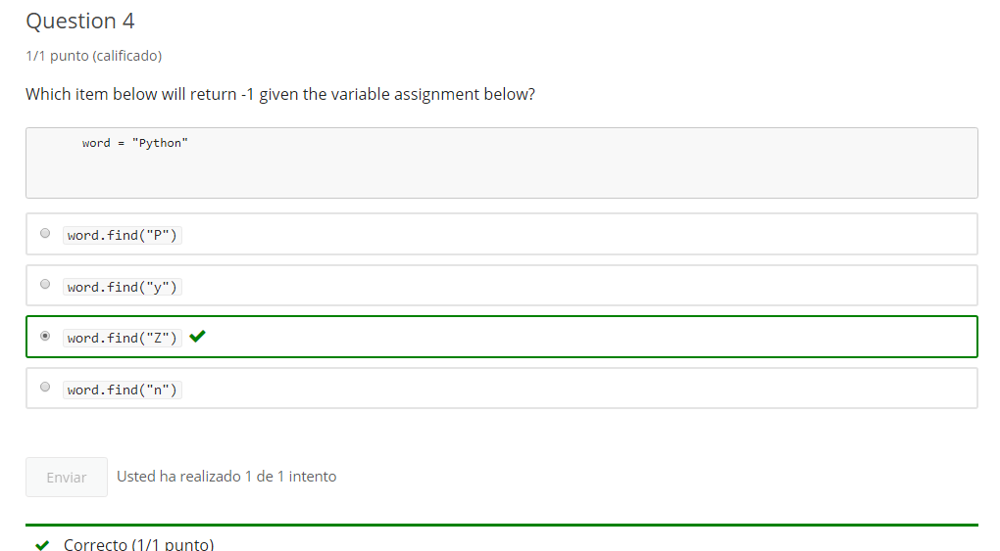 Question 4
1/1 punto (calificado)
Which item below will return -1 given the variable assignment below?
word = "Python"
word.find("P")
word.find("y")
word.find("Z")
word.find("n")
Enviar Usted ha realizado 1 de 1 intento
Correcto (1/1 punto)